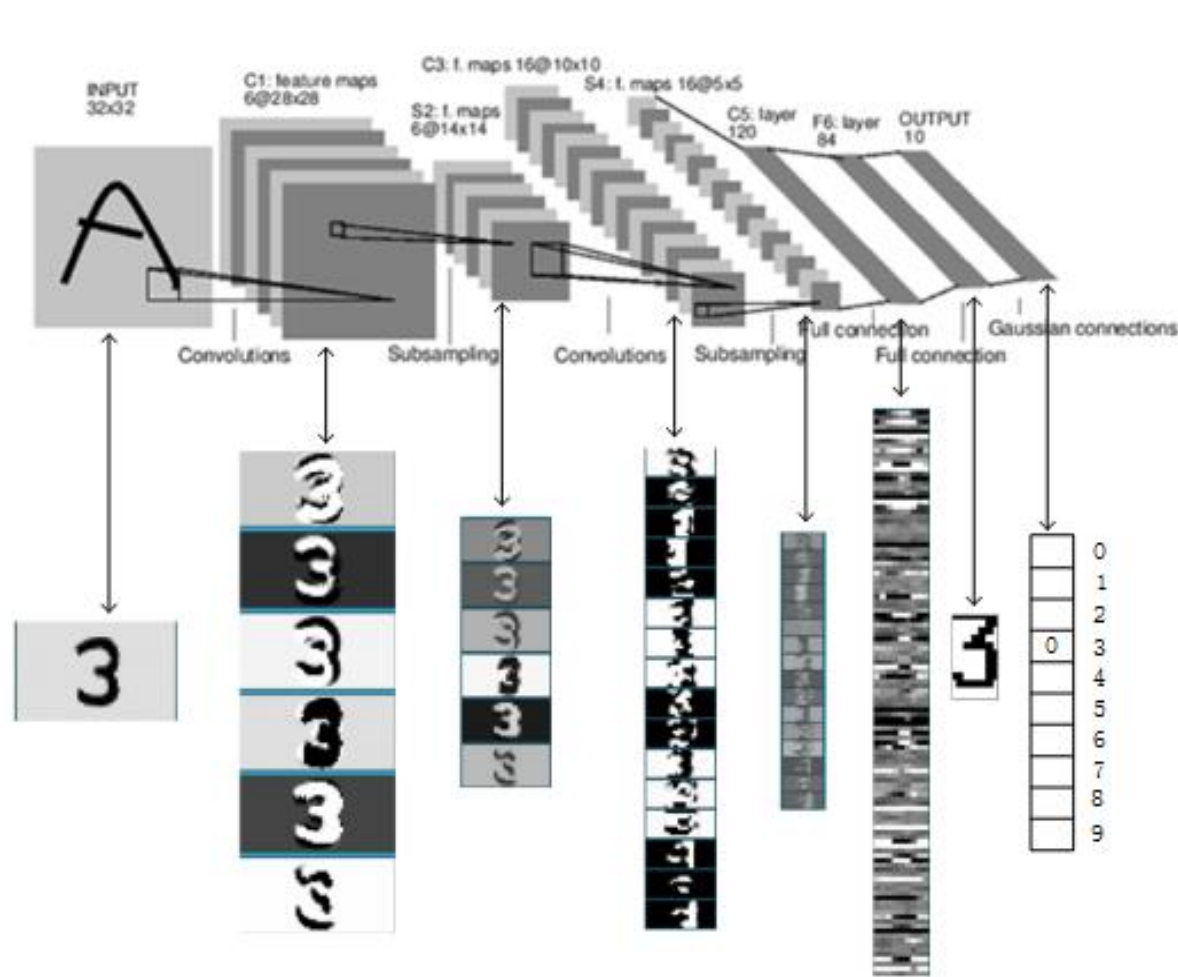 INPUT
32x32
C1: feature maps
6@28x28
S2: f. maps
6@14x14
C3: f. maps 16@10x10
S4: f. maps 16@5x5
C5: layer
120
F6: layer
84
OUTPUT
10
Convolutions
Subsampling
Convolutions
Subsampling
Full connection
Full connection
Gaussian connections
3
3
0
0
1
2
3
4
5
6
7
8
9